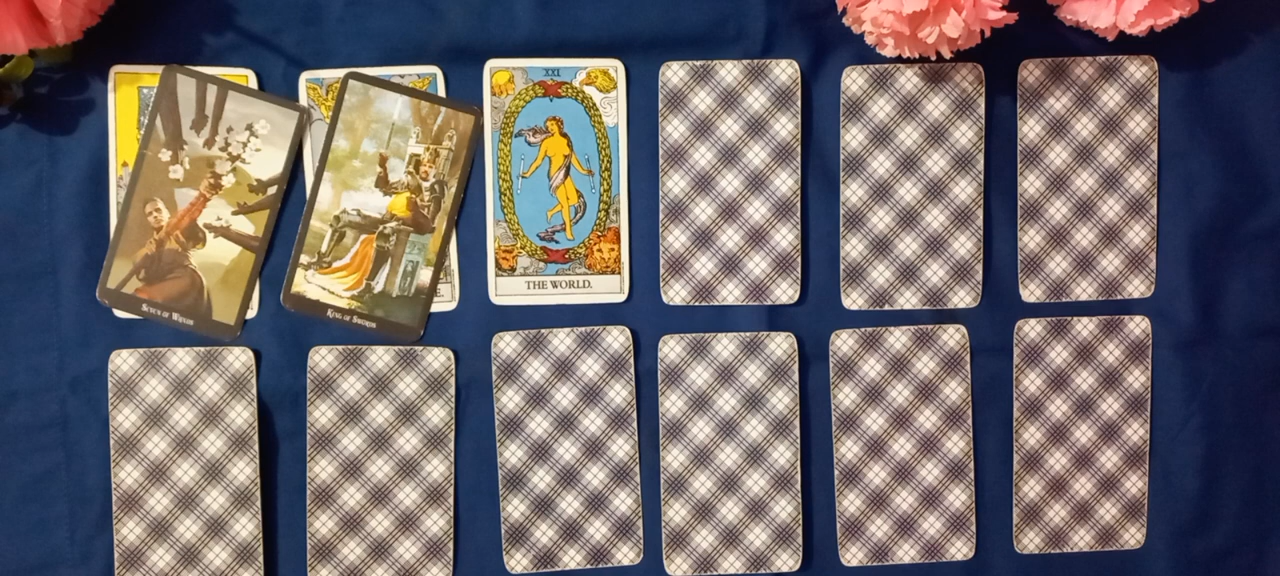 XXI
THE WORLD.
E.
SEVEN OF WANDS
KING OF SWORDS